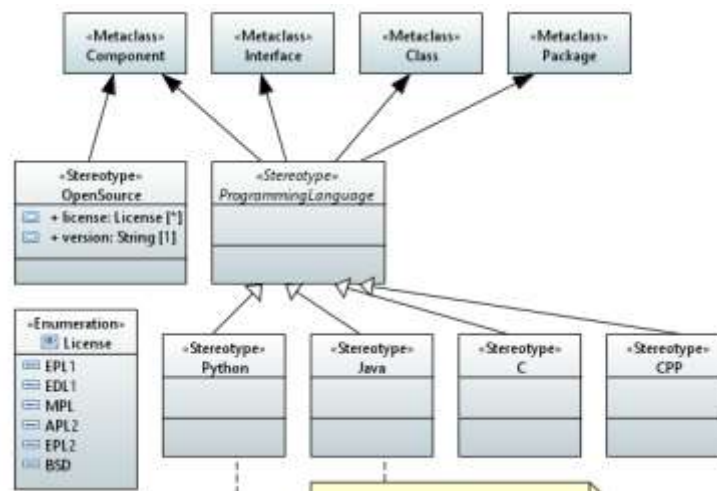 «Metaclass»
Component
«Metaclass»
Interface
«Metaclass»
Class
«Metaclass»
Package
«Stereotype»
OpenSource
+ license: License [*]
+ version: String [1]
«Stereotype»
ProgrammingLanguage
«Enumeration»
License
EPL1
EDL1
MPL
APL2
EPL2
BSD
«Stereotype»
Python
«Stereotype»
Java
«Stereotype»
C
«Stereotype»
CPP